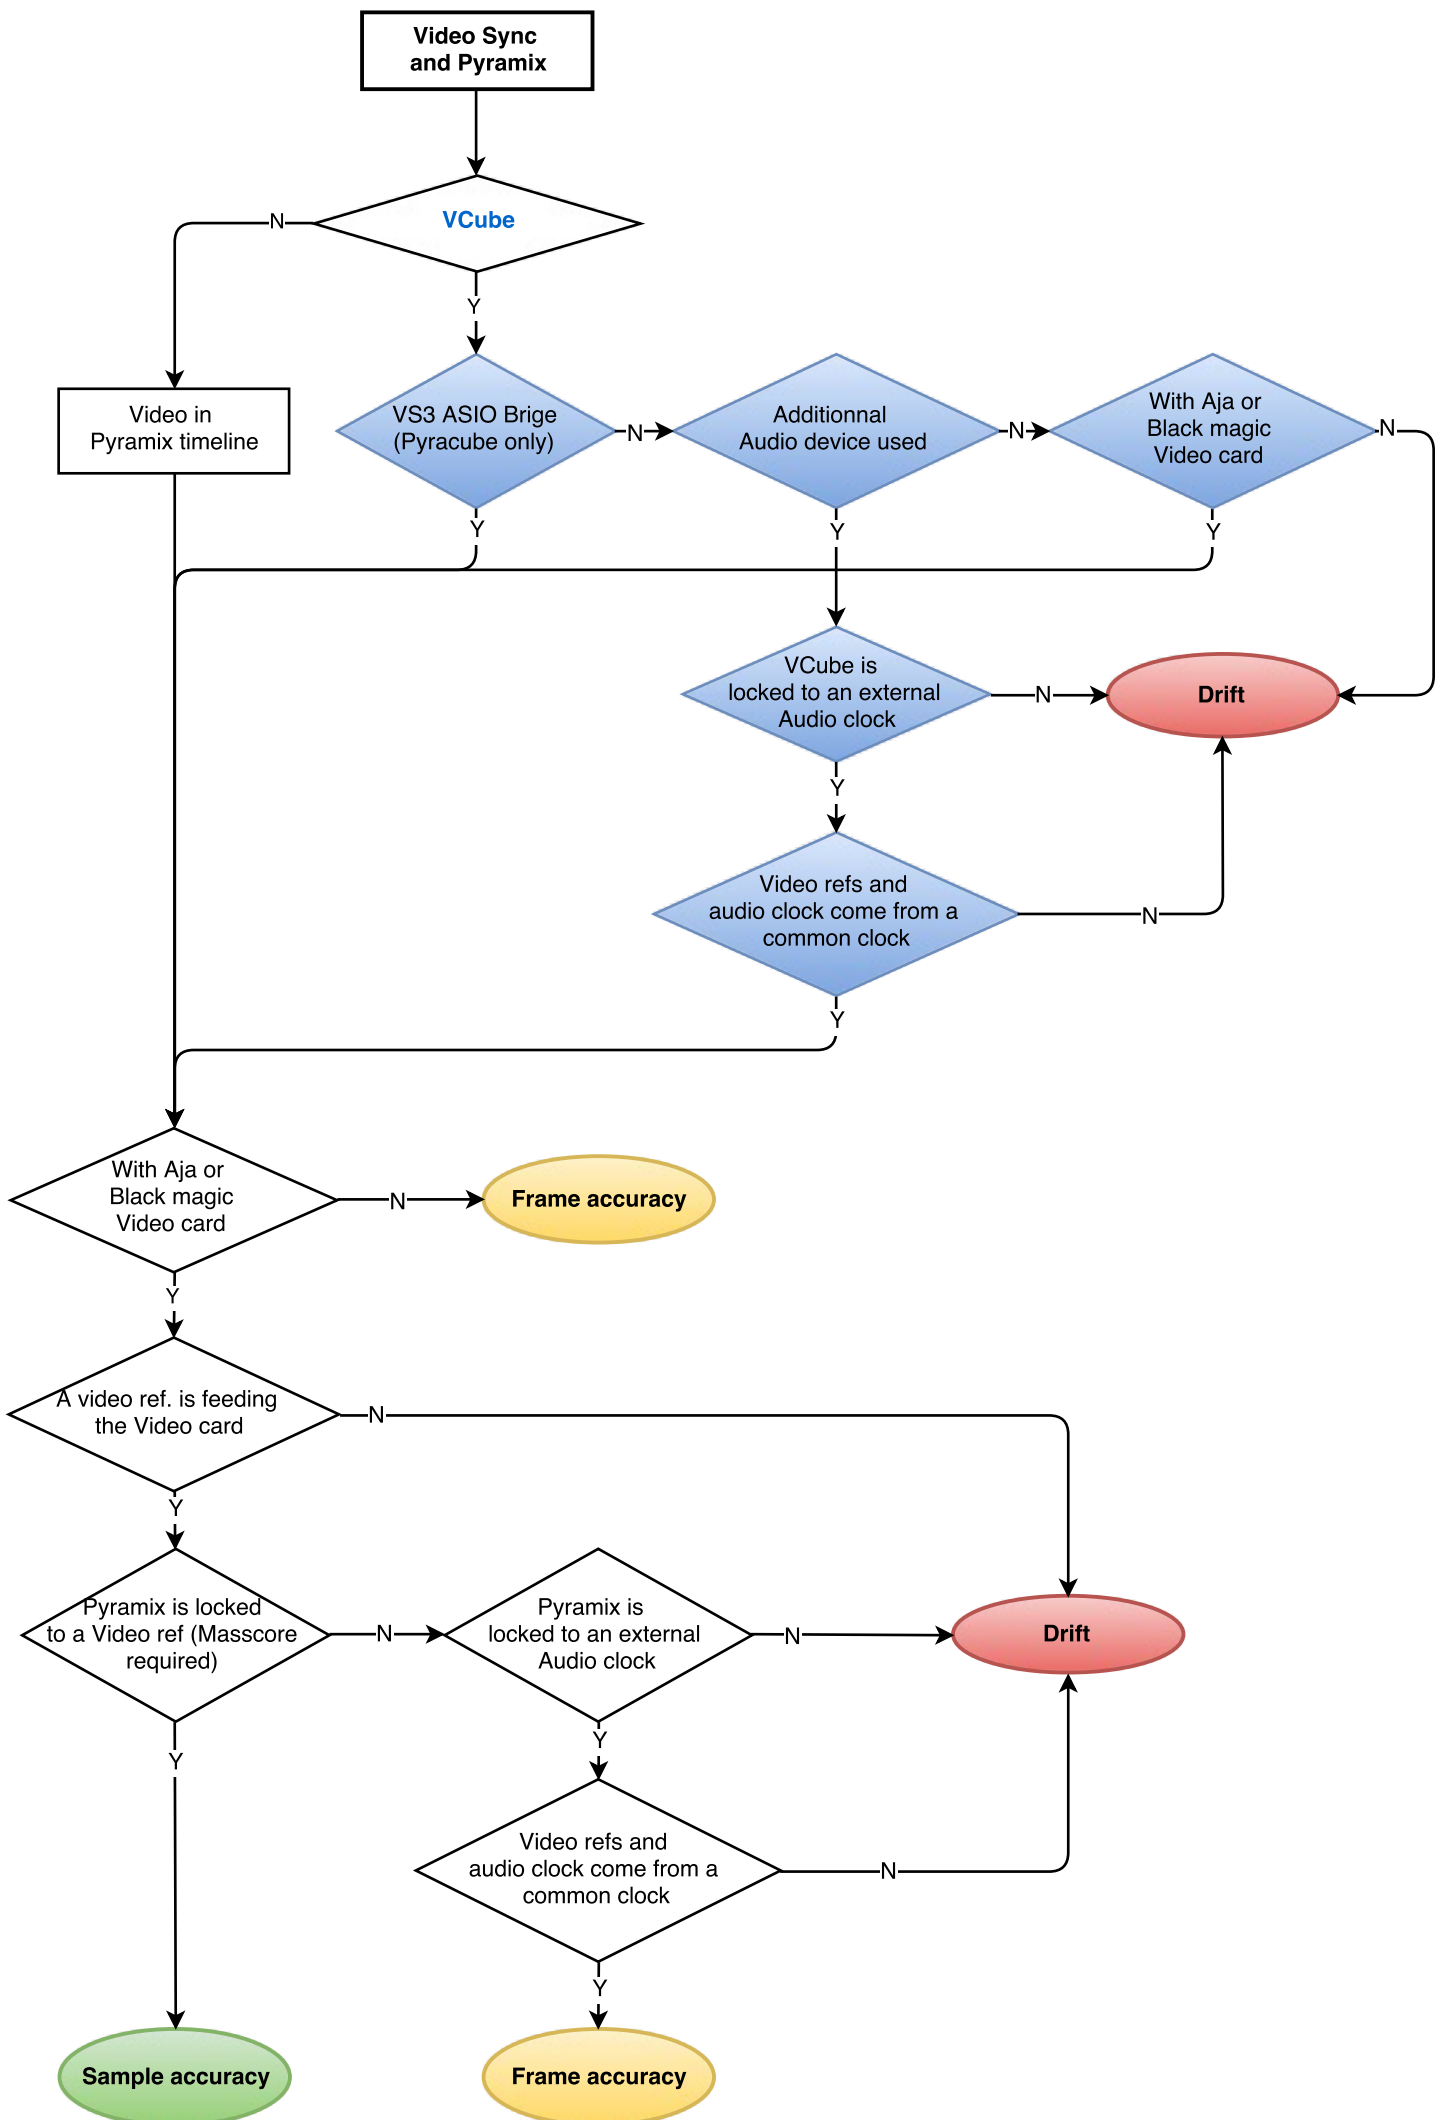 Video Sync
and Pyramix
VCube
N
Y
Video in
Pyramix timeline
VS3 ASIO Brige
(Pyracube only)
N
Additionnal
Audio device used
N
With Aja or
Black magic
Video card
N
Y
Y
Y
VCube is
locked to an external
Audio clock
N
Drift
Y
Video refs and
audio clock come from a
common clock
N
Y
With Aja or
Black magic
Video card
N
Frame accuracy
Y
A video ref. is feeding
the Video card
N
Y
Pyramix is locked
to a Video ref (Masscore
required)
N
Pyramix is
locked to an external
Audio clock
N
Drift
Y
Y
Video refs and
audio clock come from a
common clock
N
Y
Sample accuracy
Frame accuracy